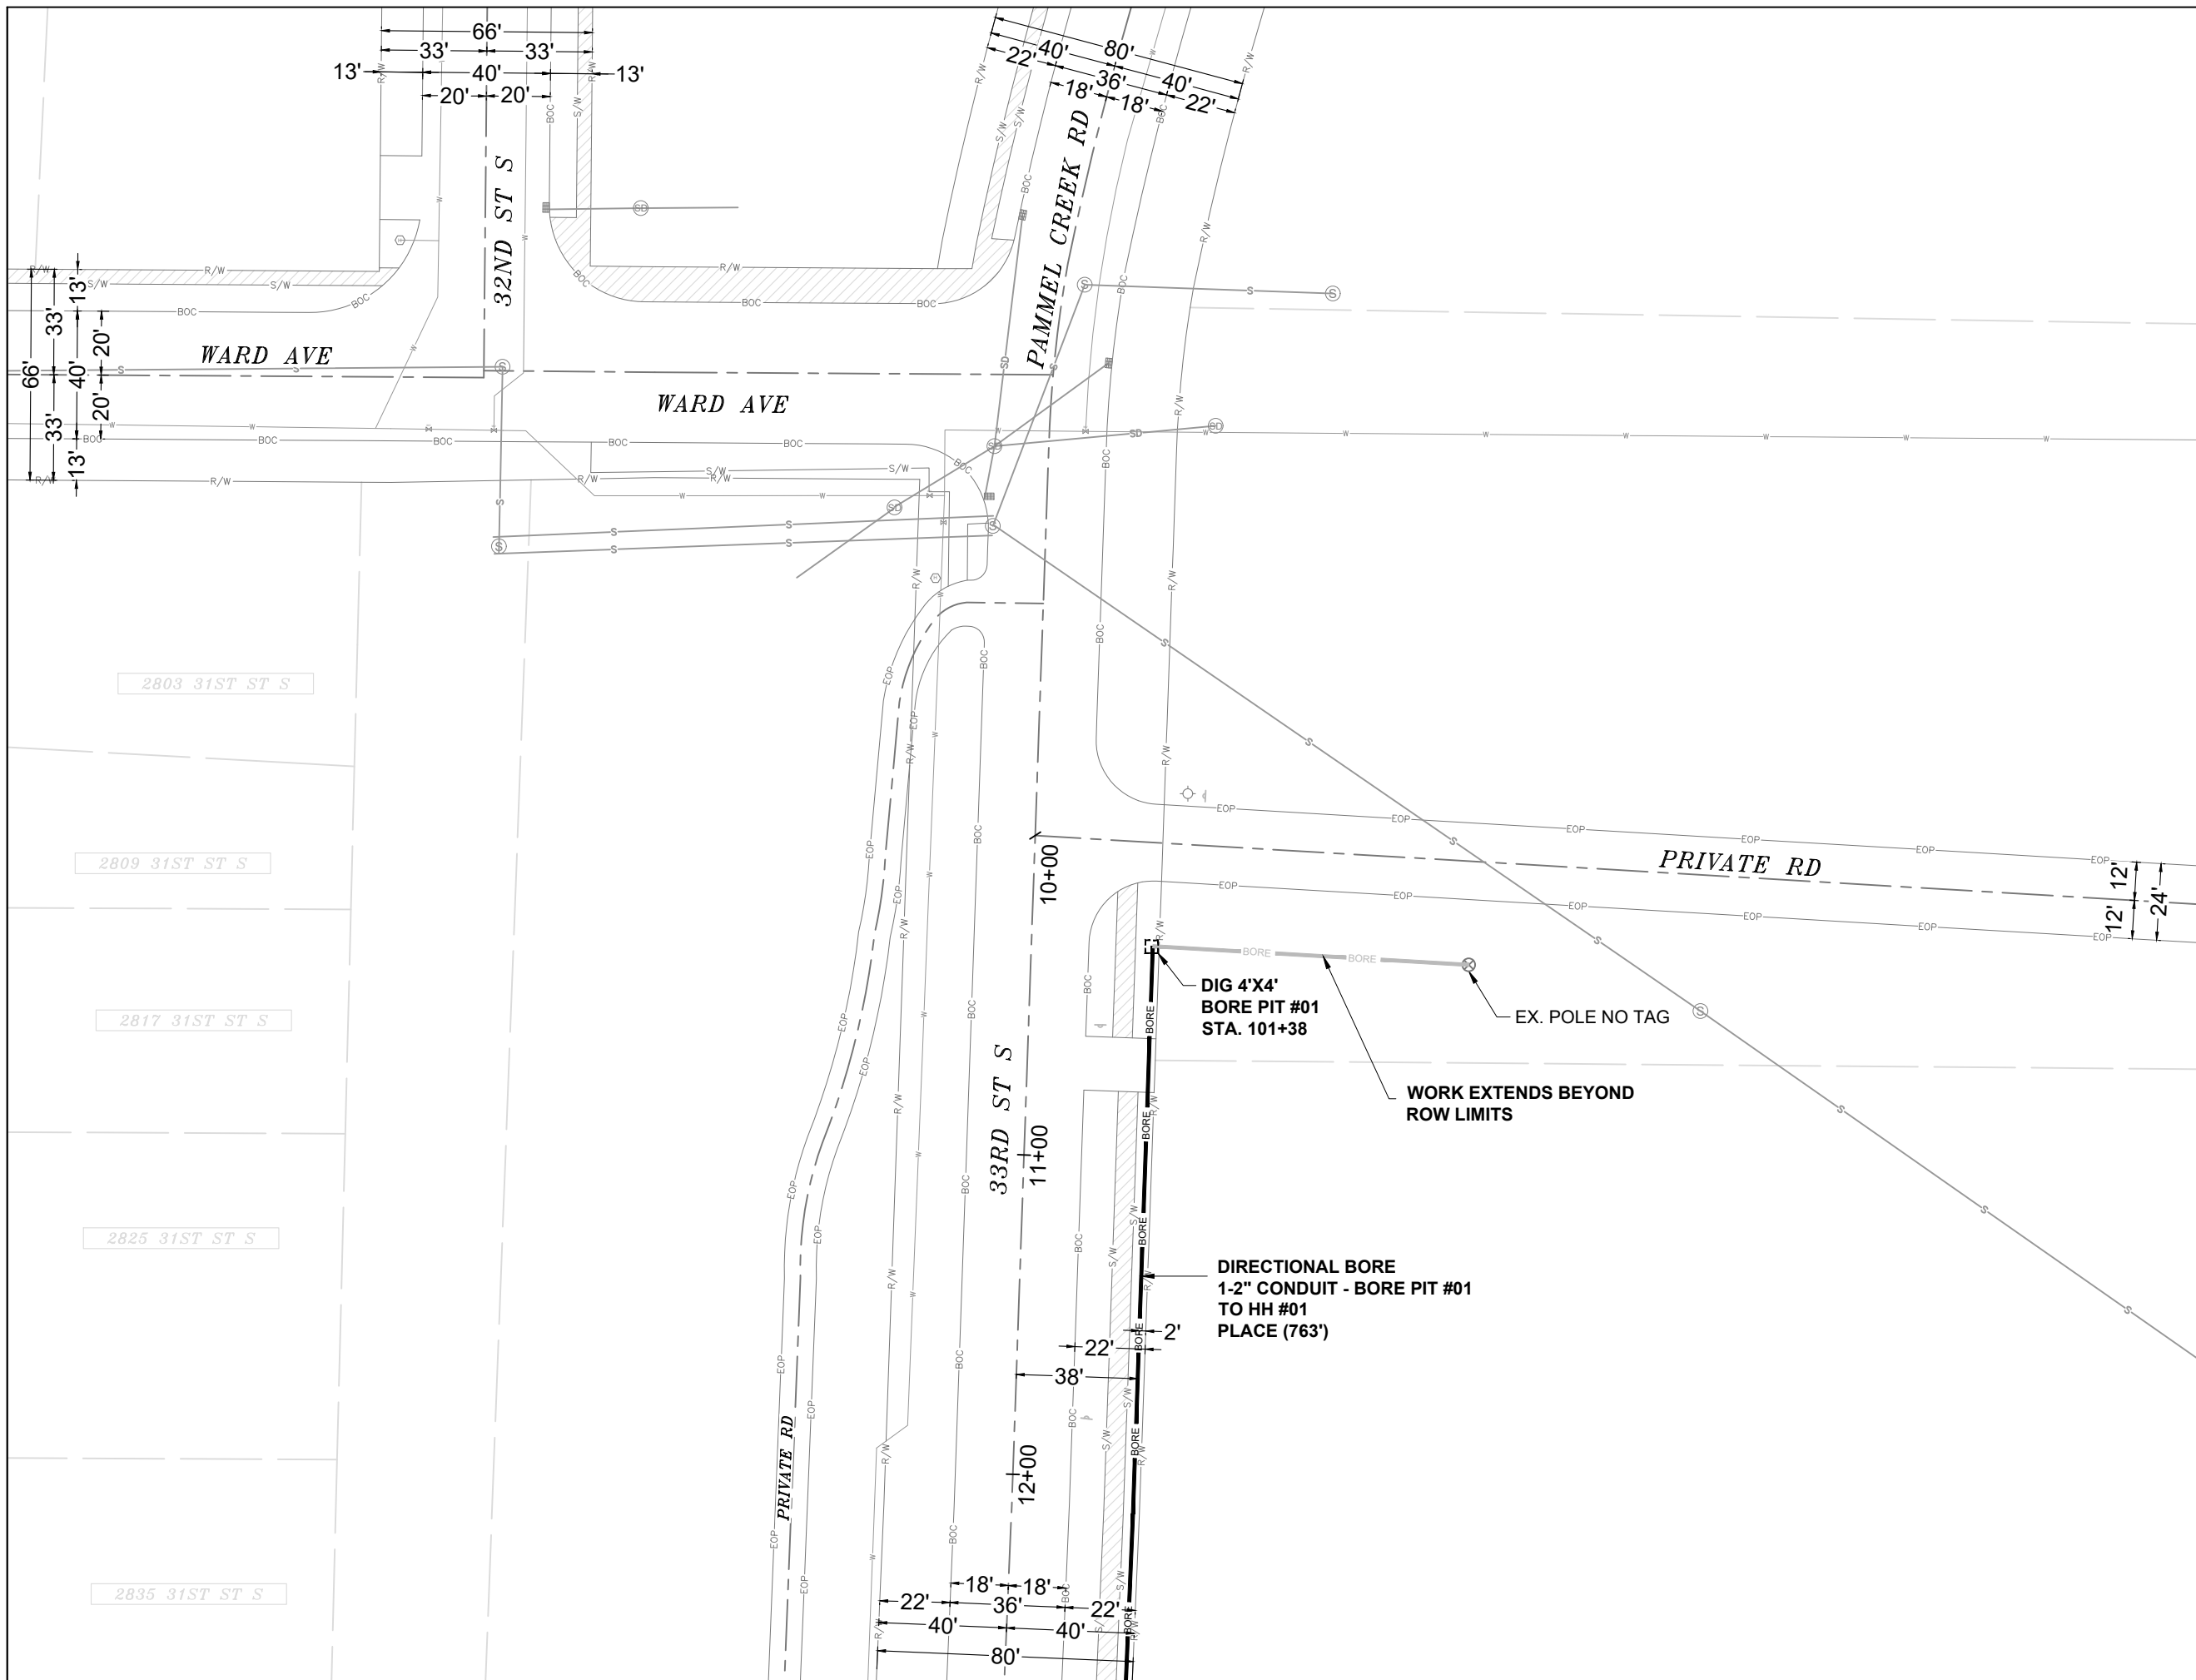 66'
33'
33'
13'
40'
13'
20'
20'
80'
40'
40'
22'
36'
22'
18'
18'
32ND ST S
PAMMEL CREEK RD
WARD AVE
WARD AVE
66'
33'
33'
13'
40'
13'
20'
20'
R/W
S/W
BOC
W
S
SD
EOP
2803 31ST ST S
2809 31ST ST S
2817 31ST ST S
2825 31ST ST S
2835 31ST ST S
10+00
PRIVATE RD
12'
12'
24'
BORE
BORE
DIG 4'X4'
BORE PIT #01
STA. 101+38
EX. POLE NO TAG
WORK EXTENDS BEYOND
ROW LIMITS
33RD ST S
11+00
DIRECTIONAL BORE
1-2" CONDUIT - BORE PIT #01
TO HH #01
PLACE (763')
2'
22'
38'
PRIVATE RD
12+00
18'
18'
22'
36'
22'
40'
40'
80'